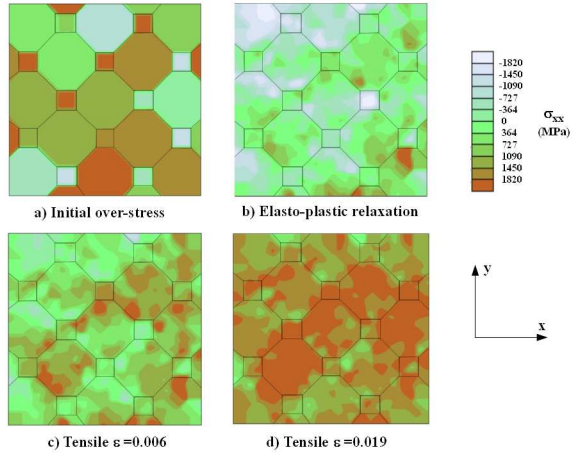 -1820
-1450
-1090
-727
-364
0
364
727
1090
1450
1820
σxx
(MPa)
a) Initial over-stress
b) Elasto-plastic relaxation
y
x
c) Tensile ε =0.006
d) Tensile ε =0.019